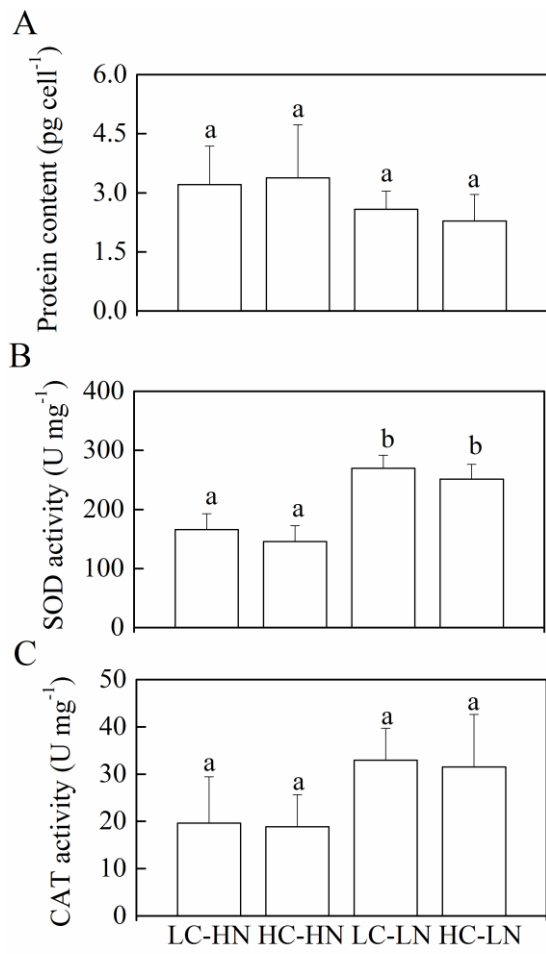 A
Protein content (pg cell⁻¹)
6.0
4.5
3.0
1.5
0.0
a
a
a
a
B
SOD activity (U mg⁻¹)
400
300
200
100
0
a
a
b
b
C
CAT activity (U mg⁻¹)
50
40
30
20
10
0
a
a
a
a
LC-HN HC-HN LC-LN HC-LN